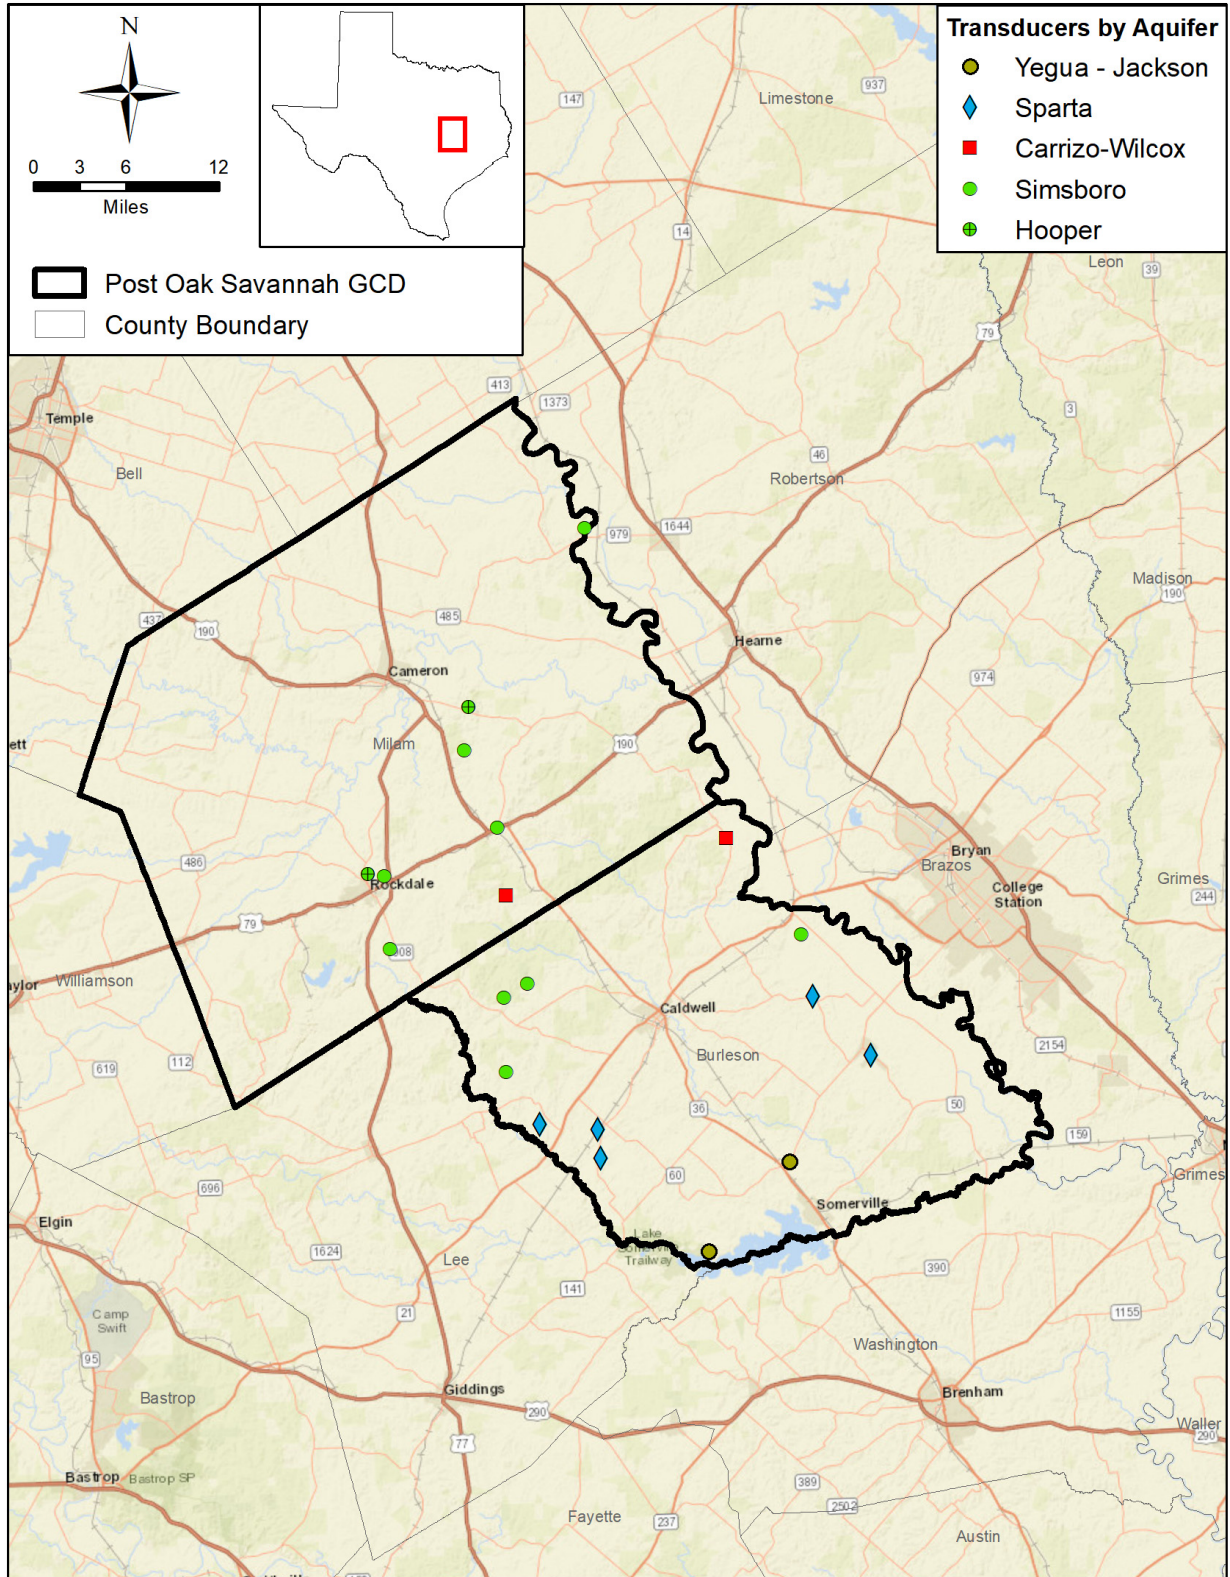 N
0 3 6 12
Miles
Post Oak Savannah GCD
County Boundary
Transducers by Aquifer
Yegua - Jackson
Sparta
Carrizo-Wilcox
Simsboro
Hooper
147
Limestone
937
14
Leon
39
79
413
1373
3
Temple
Bell
46
Robertson
979
1644
Madison
190
437
190
485
Hearne
Cameron
974
ett
Milam
190
486
Bryan
Brazos
College
Station
Grimes
244
Rockdale
79
908
aylor
Williamson
Caldwell
Burleson
2154
619
112
36
50
159
Grimes
60
696
Somerville
Elgin
Lake
Somerville
Trailway
1624
Lee
390
141
Camp
Swift
21
1155
95
Washington
Bastrop
Giddings
Brenham
290
Waller
290
77
Bastrop
Bastrop SP
389
2502
Fayette
237
Austin